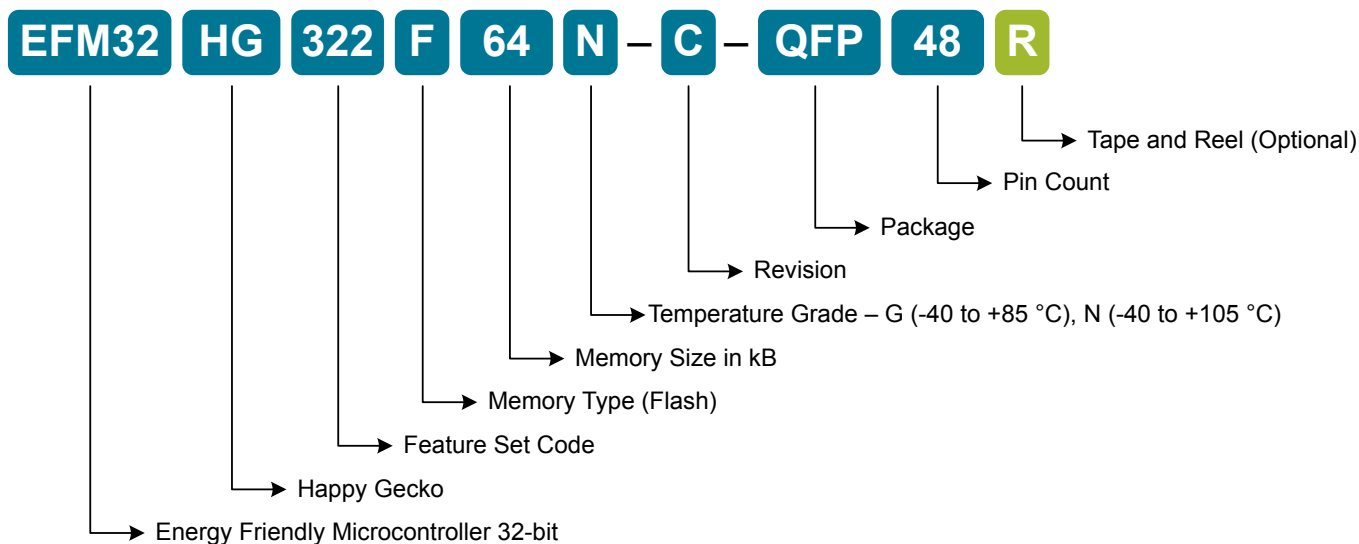 EFM32 HG 322 F 64 N – C – QFP 48 R
Tape and Reel (Optional)
Pin Count
Package
Revision
Temperature Grade – G (-40 to +85 °C), N (-40 to +105 °C)
Memory Size in kB
Memory Type (Flash)
Feature Set Code
Happy Gecko
Energy Friendly Microcontroller 32-bit